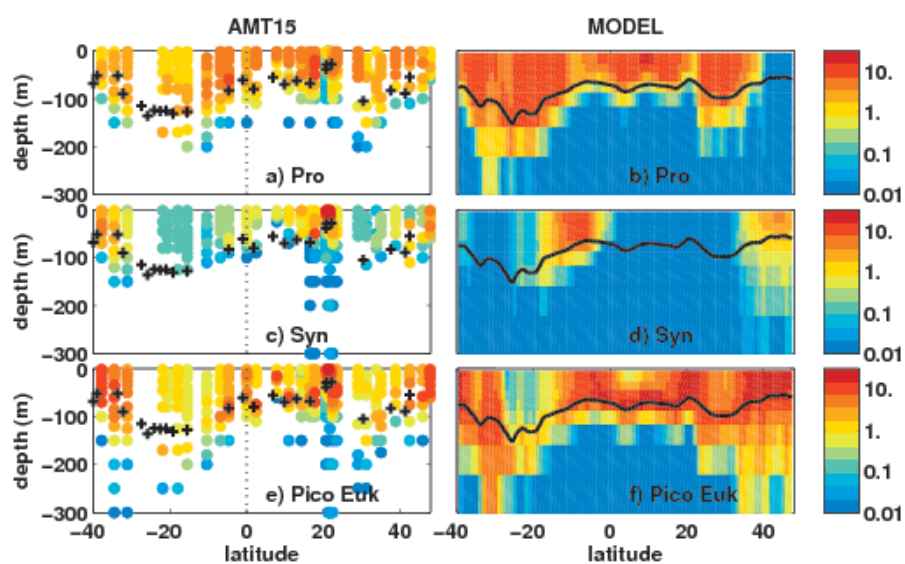 AMT15 MODEL
0
−100
−200
−300
depth (m)
a) Pro
b) Pro
10.
1.
0.1
0.01
0
−100
−200
−300
depth (m)
c) Syn
d) Syn
10.
1.
0.1
0.01
0
−100
−200
−300
depth (m)
e) Pico Euk
f) Pico Euk
10.
1.
0.1
0.01
−40 −20 0 20 40
−40 −20 0 20 40
latitude
latitude